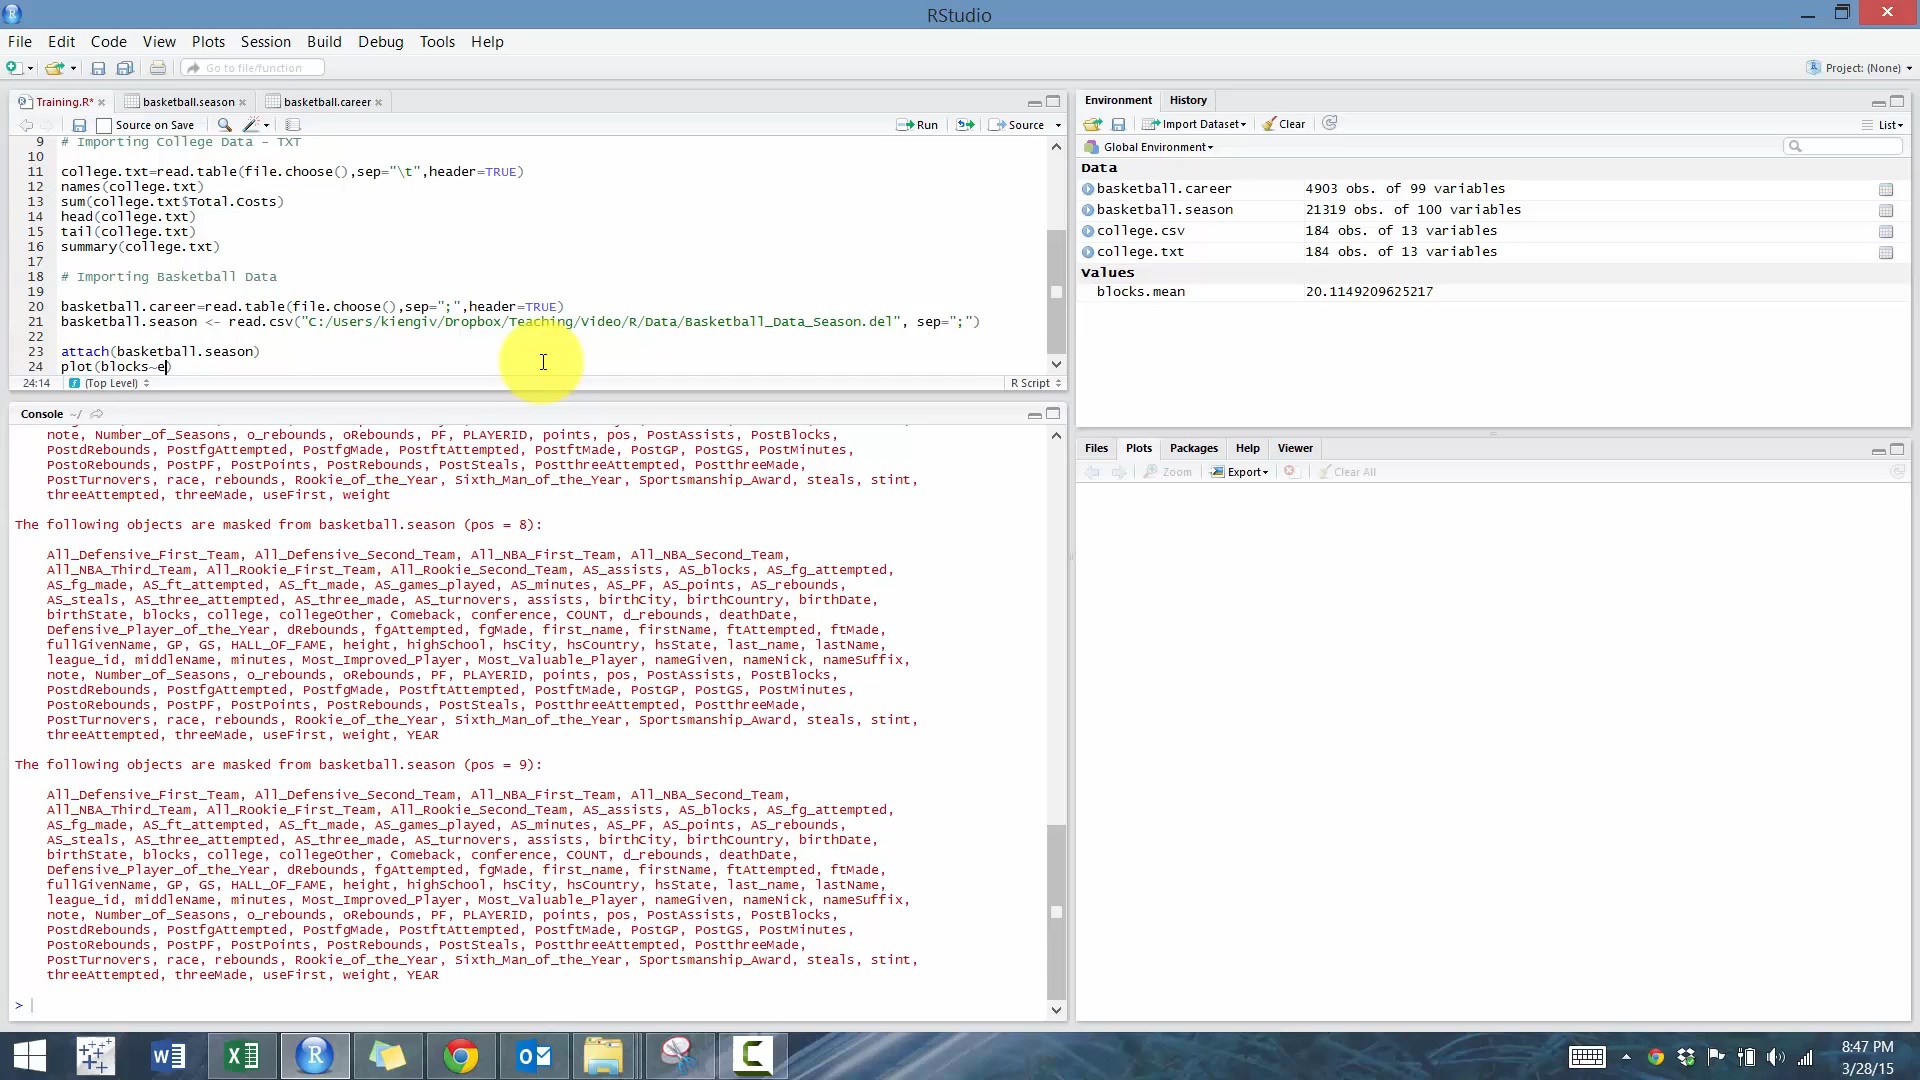 RStudio
File Edit Code View Plots Session Build Debug Tools Help
Go to file/function
Project: (None)
Training.R* basketball.season basketball.career
Source on Save Run Source
9 # Importing College Data - TXT
10
11 college.txt=read.table(file.choose(),sep="\t",header=TRUE)
12 names(college.txt)
13 sum(college.txt$Total.Costs)
14 head(college.txt)
15 tail(college.txt)
16 summary(college.txt)
17
18 # Importing Basketball Data
19
20 basketball.career=read.table(file.choose(),sep=";",header=TRUE)
21 basketball.season <- read.csv("C:/Users/kiengiv/Dropbox/Teaching/Video/R/Data/Basketball_Data_Season.del", sep=";")
22
23 attach(basketball.season)
24 plot(blocks~e)
24:14 (Top Level) R Script
Console ~/
note, Number_of_Seasons, o_rebounds, oRebounds, PF, PLAYERID, points, pos, PostAssists, PostBlocks,
PostdRebounds, PostfgAttempted, PostfgMade, PostftAttempted, PostftMade, PostGP, PostGS, PostMinutes,
PostoRebounds, PostPF, PostPoints, PostRebounds, PostSteals, PostthreeAttempted, PostthreeMade,
PostTurnovers, race, rebounds, Rookie_of_the_Year, Sixth_Man_of_the_Year, Sportsmanship_Award, steals, stint,
threeAttempted, threeMade, useFirst, weight
The following objects are masked from basketball.season (pos = 8):
All_Defensive_First_Team, All_Defensive_Second_Team, All_NBA_First_Team, All_NBA_Second_Team,
All_NBA_Third_Team, All_Rookie_First_Team, All_Rookie_Second_Team, AS_assists, AS_blocks, AS_fg_attempted,
AS_fg_made, AS_ft_attempted, AS_ft_made, AS_games_played, AS_minutes, AS_PF, AS_points, AS_rebounds,
AS_steals, AS_three_attempted, AS_three_made, AS_turnovers, assists, birthCity, birthCountry, birthDate,
birthState, blocks, college, collegeOther, Comeback, conference, COUNT, d_rebounds, deathDate,
Defensive_Player_of_the_Year, dRebounds, fgAttempted, fgMade, first_name, firstName, ftAttempted, ftMade,
fullGivenName, GP, GS, HALL_OF_FAME, height, highSchool, hsCity, hsCountry, hsState, last_name, lastName,
league_id, middleName, minutes, Most_Improved_Player, Most_Valuable_Player, nameGiven, nameNick, nameSuffix,
note, Number_of_Seasons, o_rebounds, oRebounds, PF, PLAYERID, points, pos, PostAssists, PostBlocks,
PostdRebounds, PostfgAttempted, PostfgMade, PostftAttempted, PostftMade, PostGP, PostGS, PostMinutes,
PostoRebounds, PostPF, PostPoints, PostRebounds, PostSteals, PostthreeAttempted, PostthreeMade,
PostTurnovers, race, rebounds, Rookie_of_the_Year, Sixth_Man_of_the_Year, Sportsmanship_Award, steals, stint,
threeAttempted, threeMade, useFirst, weight, YEAR
The following objects are masked from basketball.season (pos = 9):
All_Defensive_First_Team, All_Defensive_Second_Team, All_NBA_First_Team, All_NBA_Second_Team,
All_NBA_Third_Team, All_Rookie_First_Team, All_Rookie_Second_Team, AS_assists, AS_blocks, AS_fg_attempted,
AS_fg_made, AS_ft_attempted, AS_ft_made, AS_games_played, AS_minutes, AS_PF, AS_points, AS_rebounds,
AS_steals, AS_three_attempted, AS_three_made, AS_turnovers, assists, birthCity, birthCountry, birthDate,
birthState, blocks, college, collegeOther, Comeback, conference, COUNT, d_rebounds, deathDate,
Defensive_Player_of_the_Year, dRebounds, fgAttempted, fgMade, first_name, firstName, ftAttempted, ftMade,
fullGivenName, GP, GS, HALL_OF_FAME, height, highSchool, hsCity, hsCountry, hsState, last_name, lastName,
league_id, middleName, minutes, Most_Improved_Player, Most_Valuable_Player, nameGiven, nameNick, nameSuffix,
note, Number_of_Seasons, o_rebounds, oRebounds, PF, PLAYERID, points, pos, PostAssists, PostBlocks,
PostdRebounds, PostfgAttempted, PostfgMade, PostftAttempted, PostftMade, PostGP, PostGS, PostMinutes,
PostoRebounds, PostPF, PostPoints, PostRebounds, PostSteals, PostthreeAttempted, PostthreeMade,
PostTurnovers, race, rebounds, Rookie_of_the_Year, Sixth_Man_of_the_Year, Sportsmanship_Award, steals, stint,
threeAttempted, threeMade, useFirst, weight, YEAR
>
Environment History
Import Dataset Clear List
Global Environment
Data
basketball.career 4903 obs. of 99 variables
basketball.season 21319 obs. of 100 variables
college.csv 184 obs. of 13 variables
college.txt 184 obs. of 13 variables
Values
blocks.mean 20.1149209625217
Files Plots Packages Help Viewer
Zoom Export Clear All
8:47 PM
3/28/15